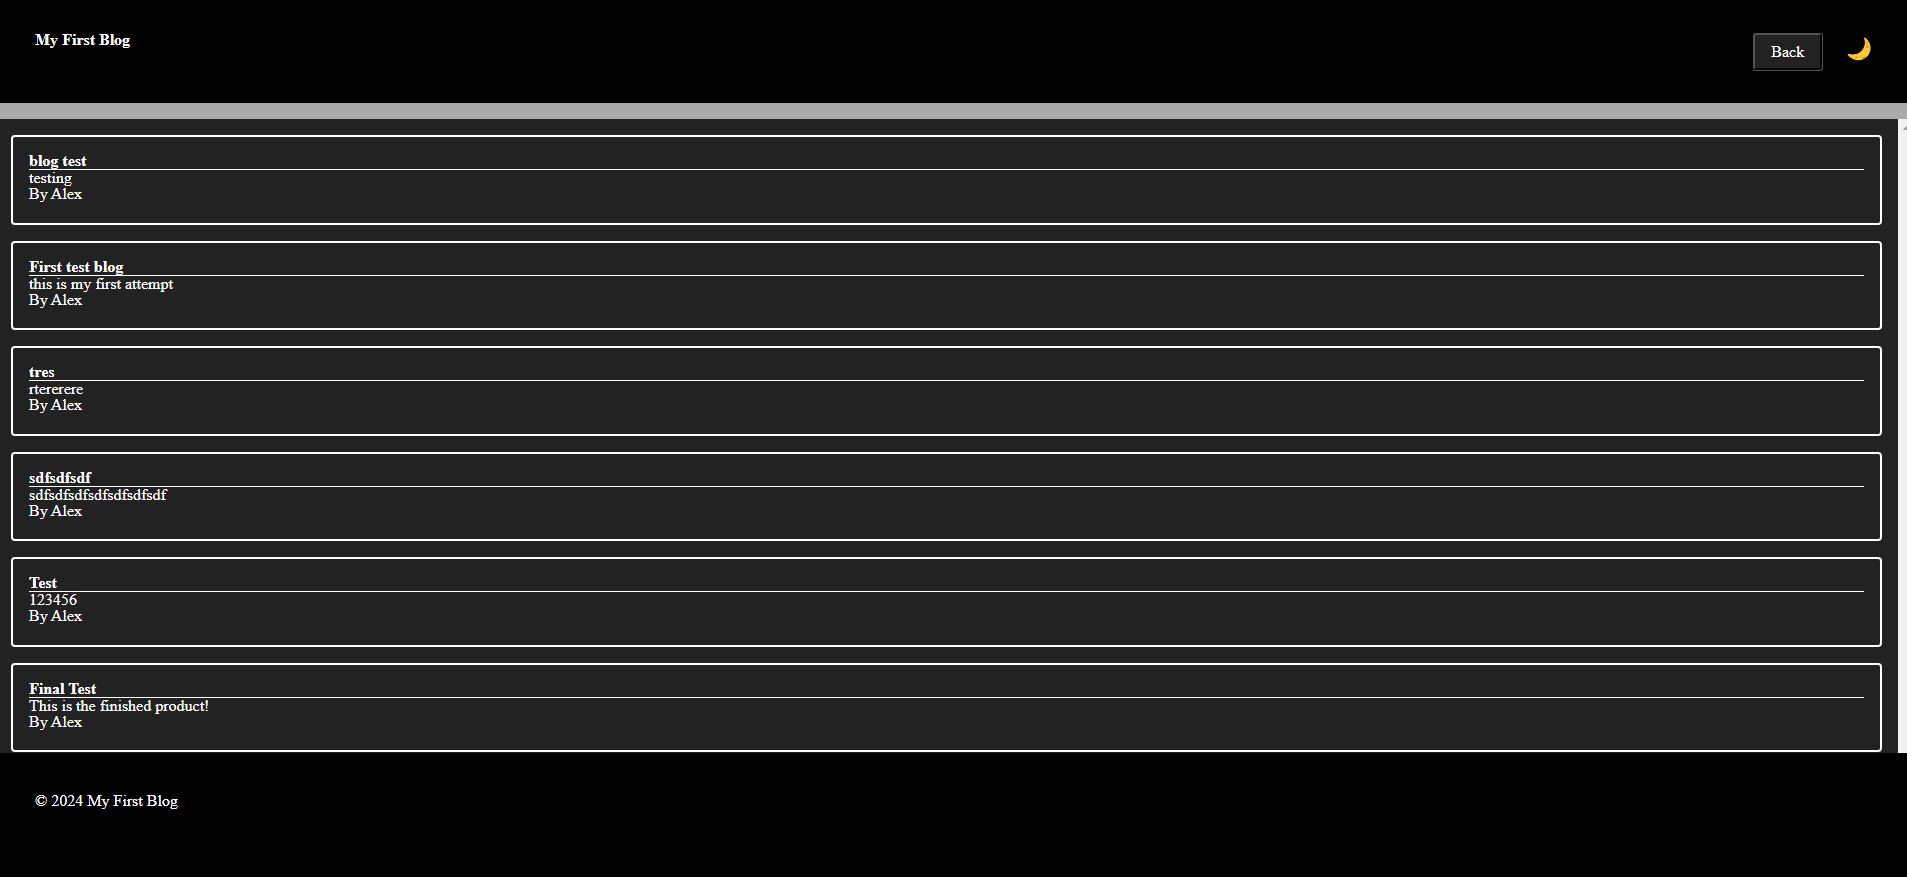 My First Blog
Back
blog test
testing
By Alex
First test blog
this is my first attempt
By Alex
tres
rtererere
By Alex
sdfsdfsdf
sdfsdfsdfsdfsdfsdfsdf
By Alex
Test
123456
By Alex
Final Test
This is the finished product!
By Alex
© 2024 My First Blog